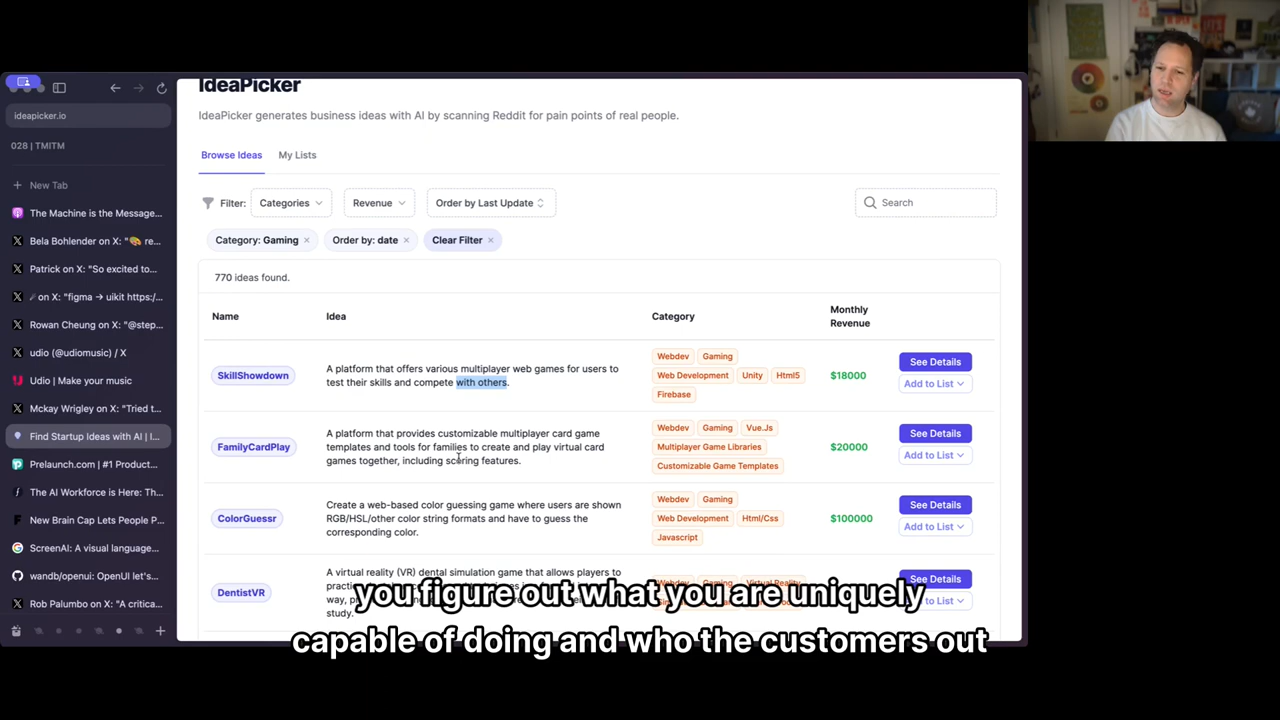 ideapicker.io
028 | TMITM
New Tab
The Machine is the Message...
Bela Bohlender on X: "🎨 re...
Patrick on X: "So excited to...
on X: "figma → uikit https:/...
Rowan Cheung on X: "@step...
udio (@udiomusic) / X
Udio | Make your music
Mckay Wrigley on X: "Tried t...
Find Startup Ideas with AI | I...
Prelaunch.com | #1 Product...
The AI Workforce is Here: Th...
New Brain Cap Lets People P...
ScreenAI: A visual language...
wandb/openui: OpenUI let's...
Rob Palumbo on X: "A critica...
IdeaPicker
IdeaPicker generates business ideas with AI by scanning Reddit for pain points of real people.
Browse Ideas My Lists
Filter: Categories Revenue Order by Last Update Search
Category: Gaming × Order by: date × Clear Filter ×
770 ideas found.
Name Idea Category Monthly
Revenue
SkillShowdown
A platform that offers various multiplayer web games for users to
test their skills and compete with others.
Webdev Gaming
Web Development Unity Html5
Firebase
$18000
See Details
Add to List
FamilyCardPlay
A platform that provides customizable multiplayer card game
templates and tools for families to create and play virtual card
games together, including scoring features.
Webdev Gaming Vue.Js
Multiplayer Game Libraries
Customizable Game Templates
$20000
See Details
Add to List
ColorGuessr
Create a web-based color guessing game where users are shown
RGB/HSL/other color string formats and have to guess the
corresponding color.
Webdev Gaming
Web Development Html/Css
Javascript
$100000
See Details
Add to List
DentistVR
A virtual reality (VR) dental simulation game that allows players to
way,
study.
See Details
to List
you figure out what you are uniquely
capable of doing and who the customers out